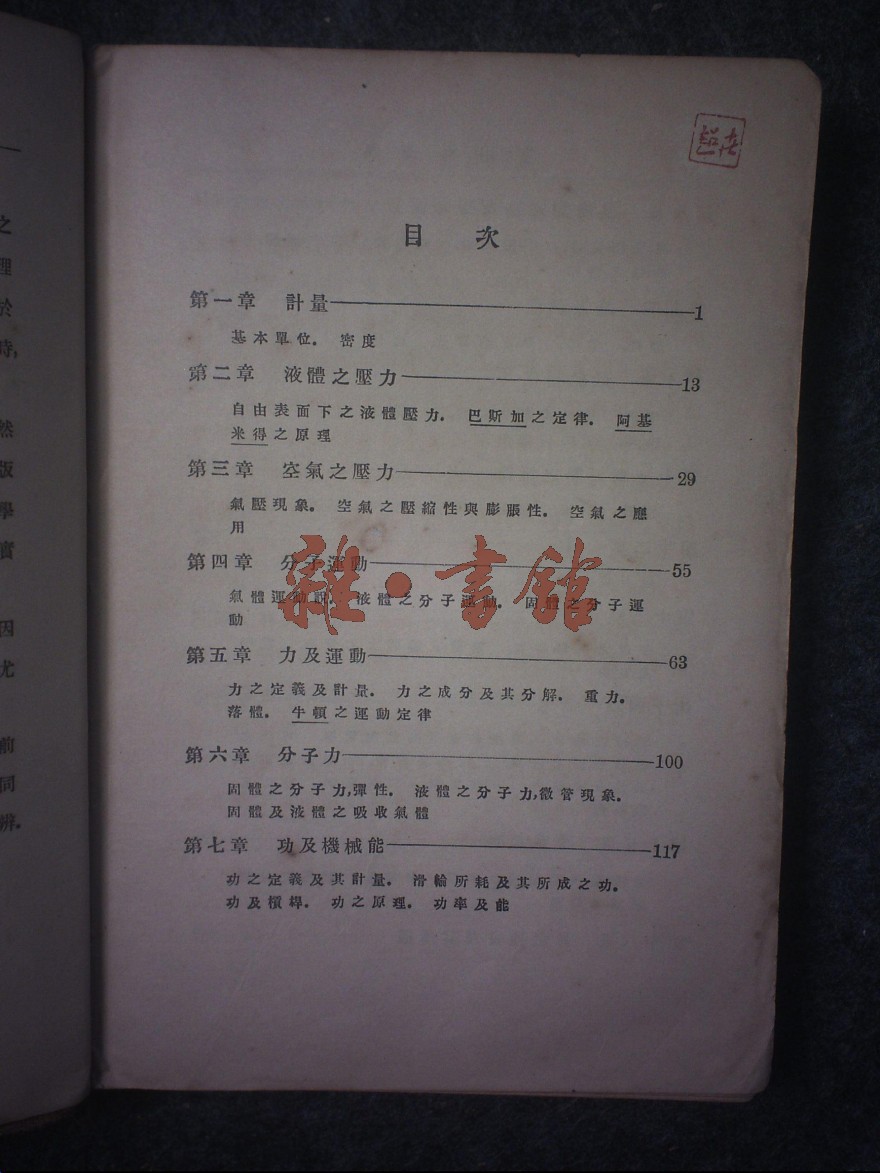 目 次
第一章 計量 1
基本單位． 密度
第二章 液體之壓力 13
自由表面下之液體壓力． 巴斯加之定律． 阿基
米得之原理
第三章 空氣之壓力 29
氣壓現象． 空氣之壓縮性與膨脹性． 空氣之應
用
第四章 分子運動 55
氣體運動說． 液體之分子運動． 固體之分子運
動
第五章 力及運動 63
力之定義及計量． 力之成分及其分解． 重力．
落體． 牛頓之運動定律
第六章 分子力 100
固體之分子力，彈性． 液體之分子力，微管現象．
固體及液體之吸收氣體
第七章 功及機械能 117
功之定義及其計量． 滑輪所耗及其所成之功．
功及槓桿． 功之原理． 功率及能
雜·書館
之
理
於
時，
然
版
學
實
因
尤
前
同
辨．